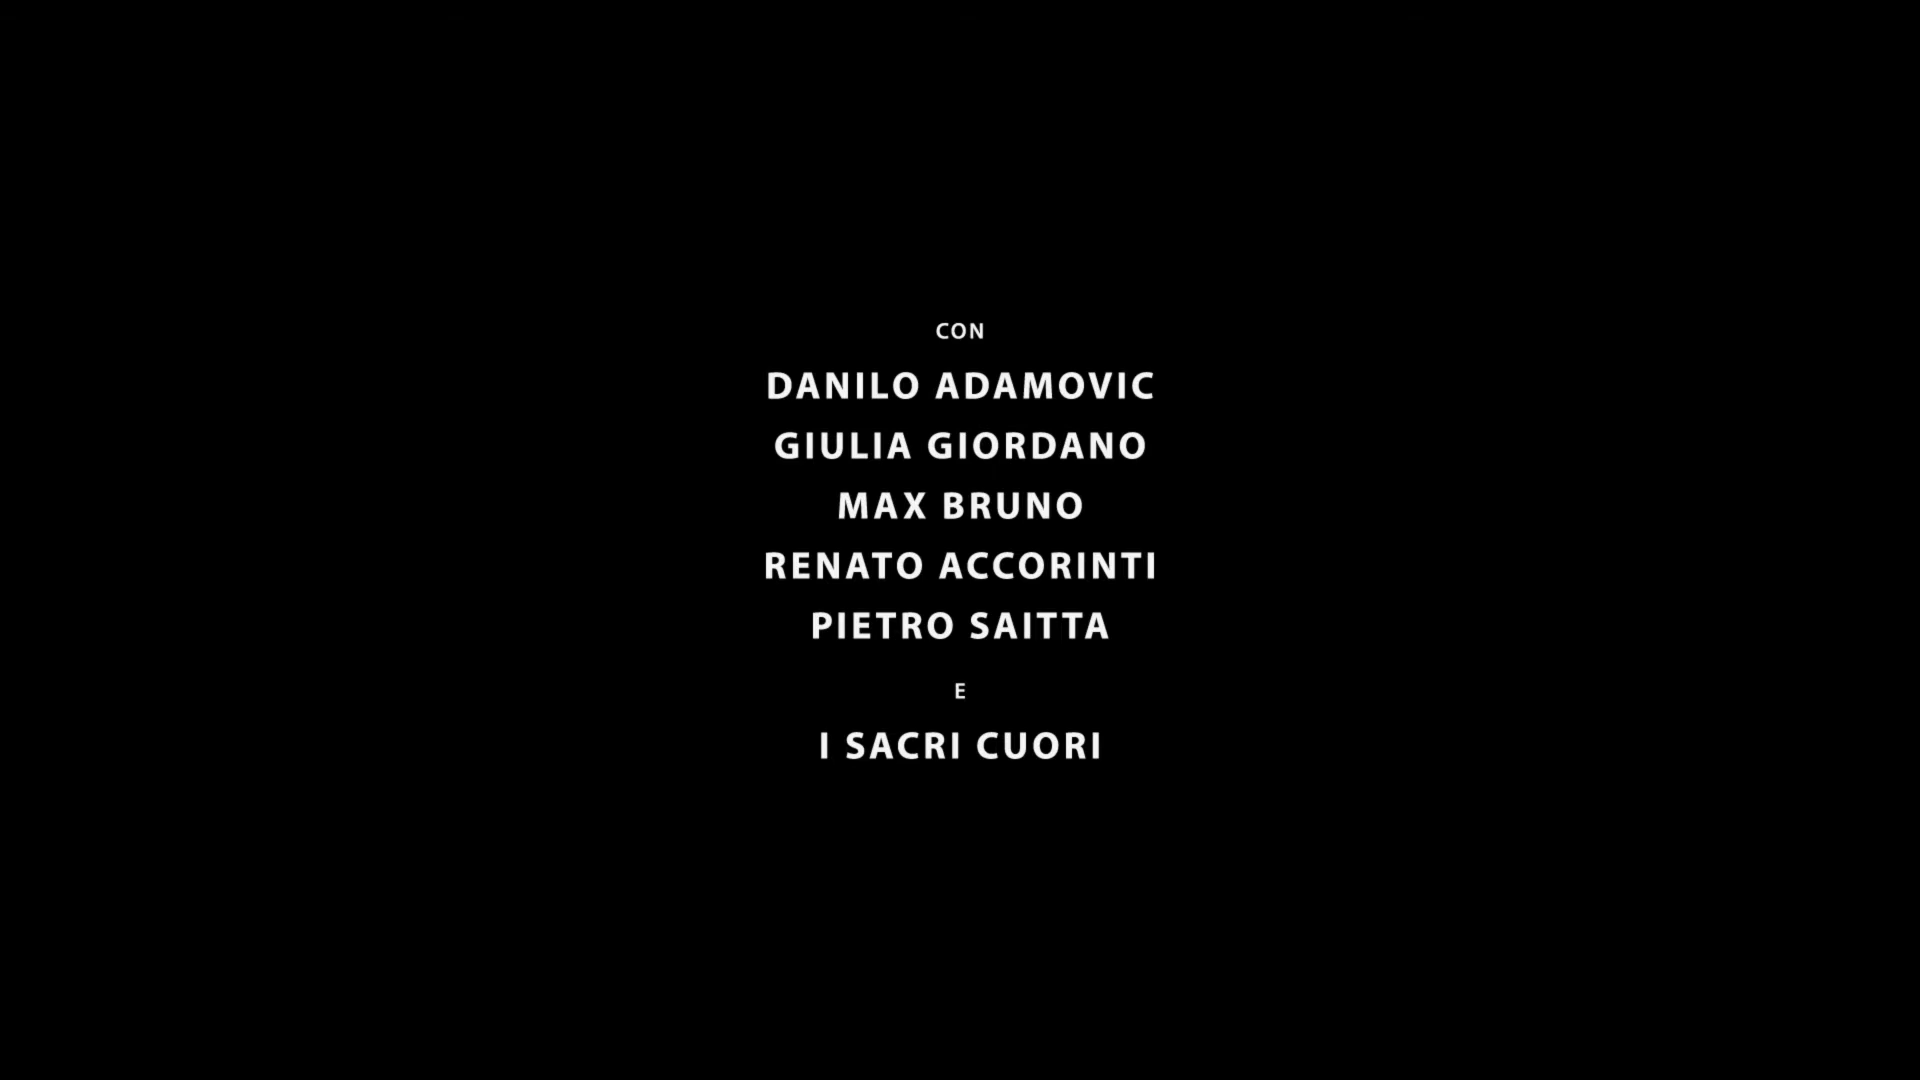 CON
DANILO ADAMOVIC
GIULIA GIORDANO
MAX BRUNO
RENATO ACCORINTI
PIETRO SAITTA
E
I SACRI CUORI